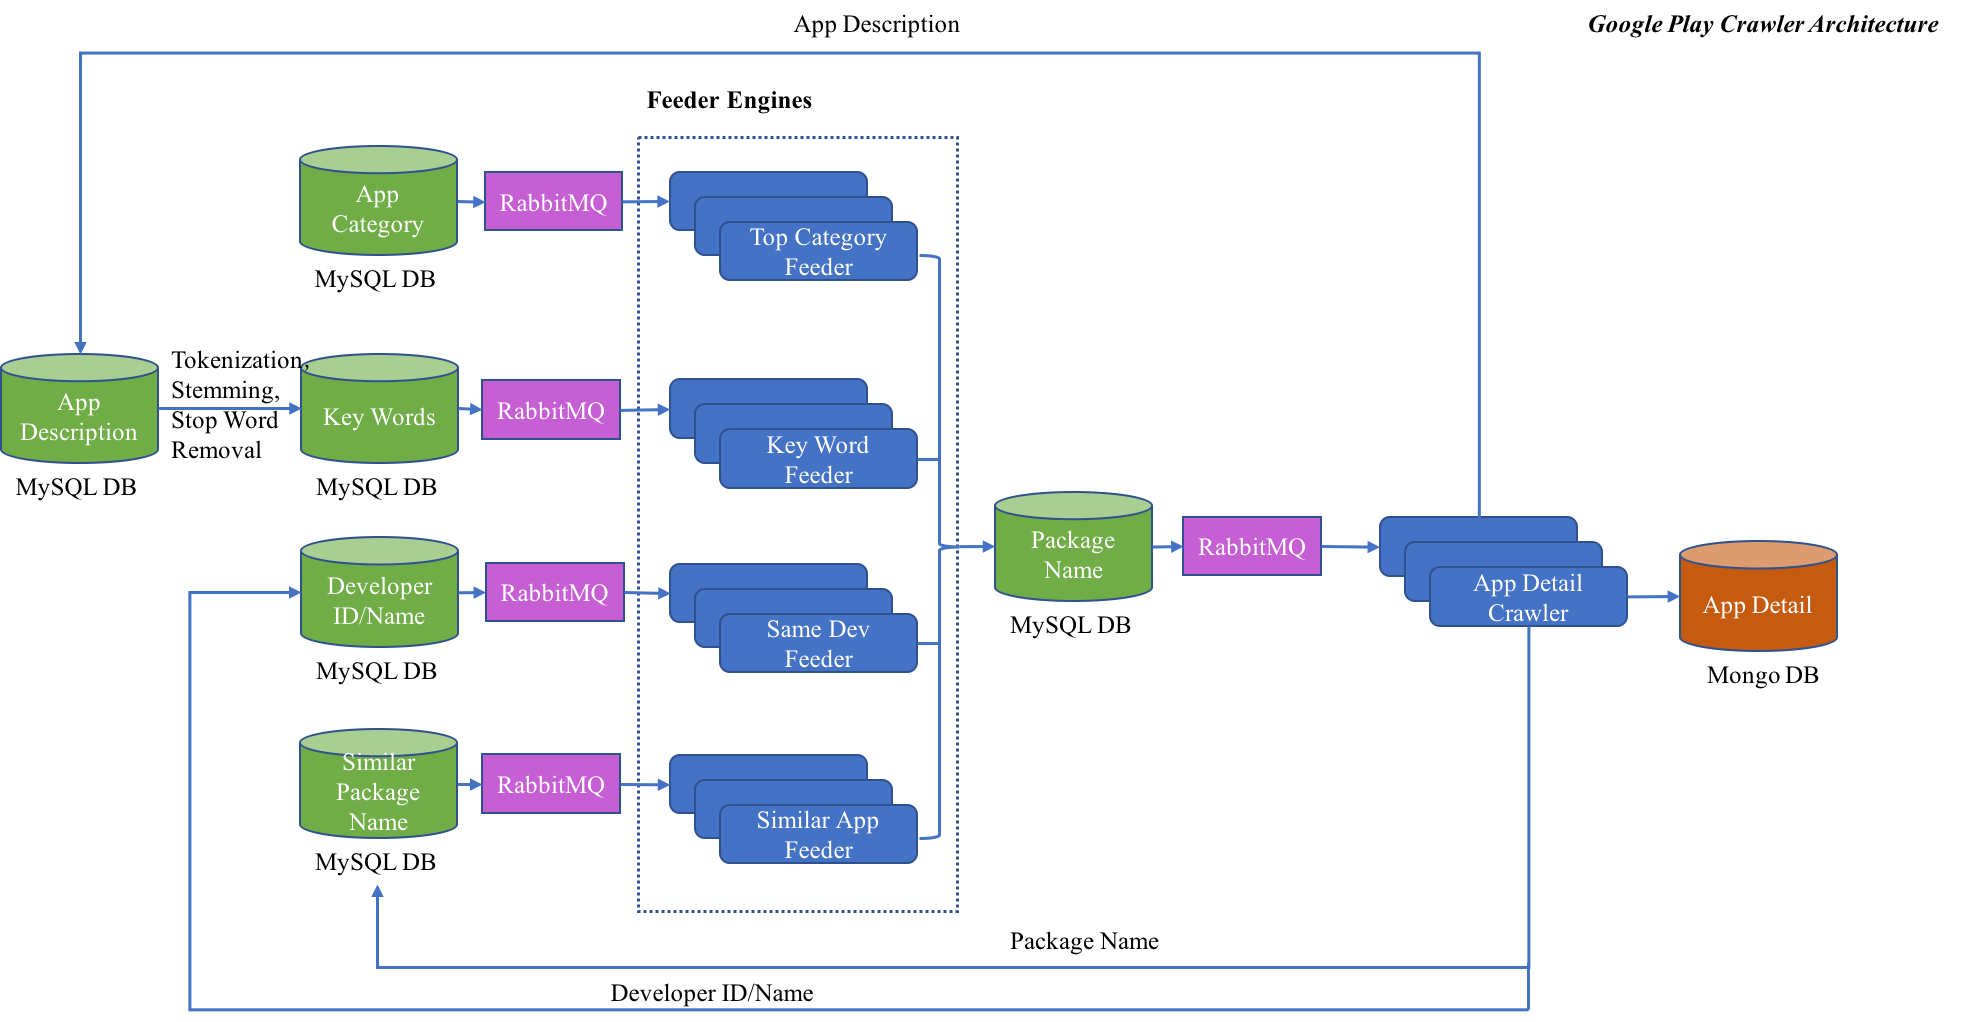 App Description
Google Play Crawler Architecture
Feeder Engines
App
Category
MySQL DB
RabbitMQ
Top Category
Feeder
App
Description
MySQL DB
Tokenization,
Stemming,
Stop Word
Removal
Key Words
MySQL DB
RabbitMQ
Key Word
Feeder
Developer
ID/Name
MySQL DB
RabbitMQ
Same Dev
Feeder
Similar
Package
Name
MySQL DB
RabbitMQ
Similar App
Feeder
Package
Name
MySQL DB
RabbitMQ
App Detail
Crawler
App Detail
Mongo DB
Package Name
Developer ID/Name